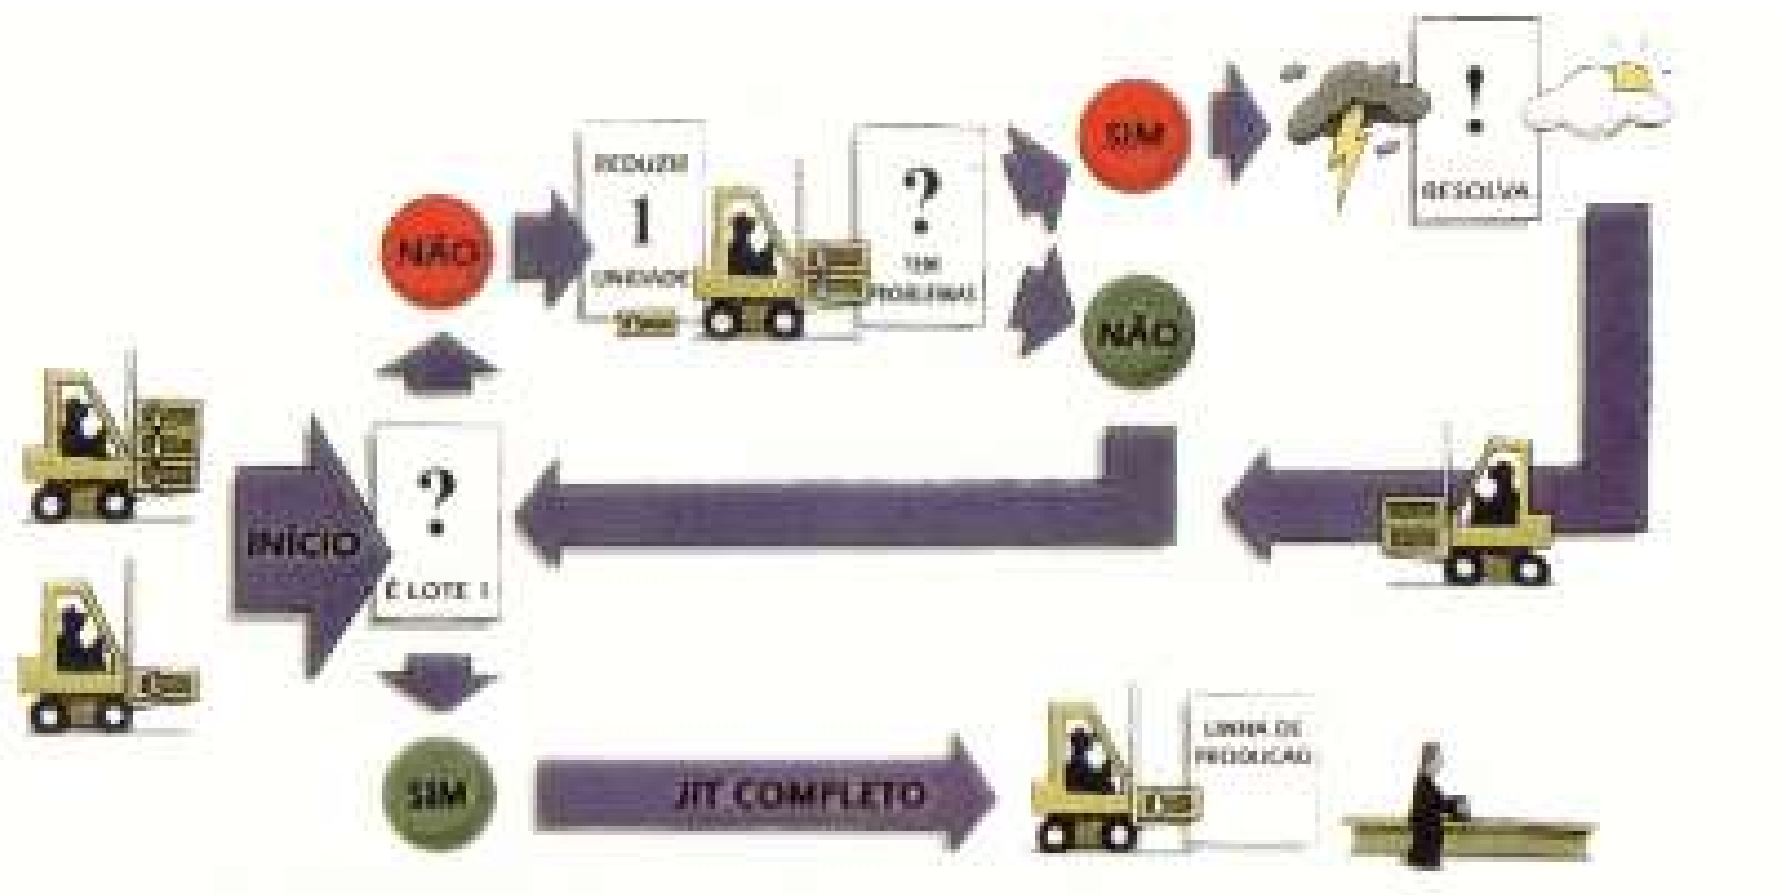 NÃO
REDUZIR
1
UNIDADE
?
TEM
PROBLEMAS
SIM
!
RESOLVA
NÃO
INÍCIO
?
É LOTE 1
SIM
JIT COMPLETO
LINHA DE
PRODUÇÃO